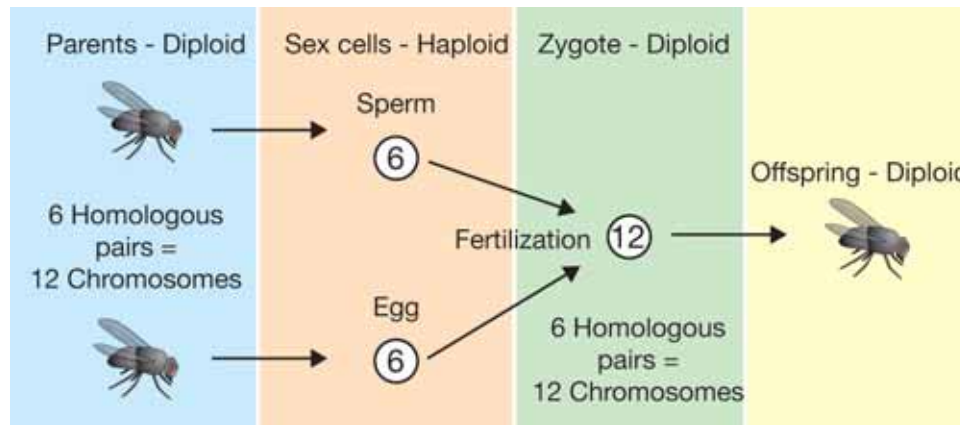 Parents - Diploid
6 Homologous
pairs =
12 Chromosomes
Sex cells - Haploid
Sperm
6
Egg
6
Zygote - Diploid
Fertilization
12
6 Homologous
pairs =
12 Chromosomes
Offspring - Diploid